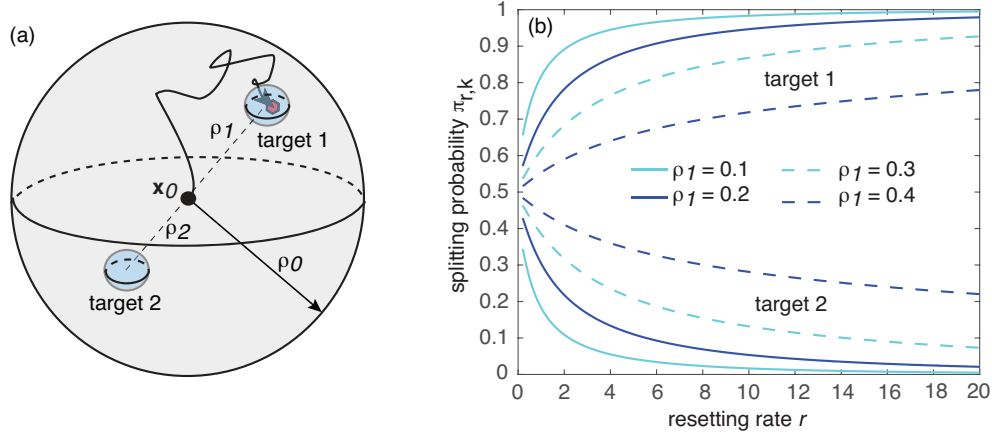 (a)
ρ1
target 1
x0
ρ2
ρ0
target 2
(b)
splitting probability πr,k
1
0.9
0.8
0.7
0.6
0.5
0.4
0.3
0.2
0.1
0
target 1
ρ1 = 0.1
ρ1 = 0.3
ρ1 = 0.2
ρ1 = 0.4
target 2
0 2 4 6 8 10 12 14 16 18 20
resetting rate r